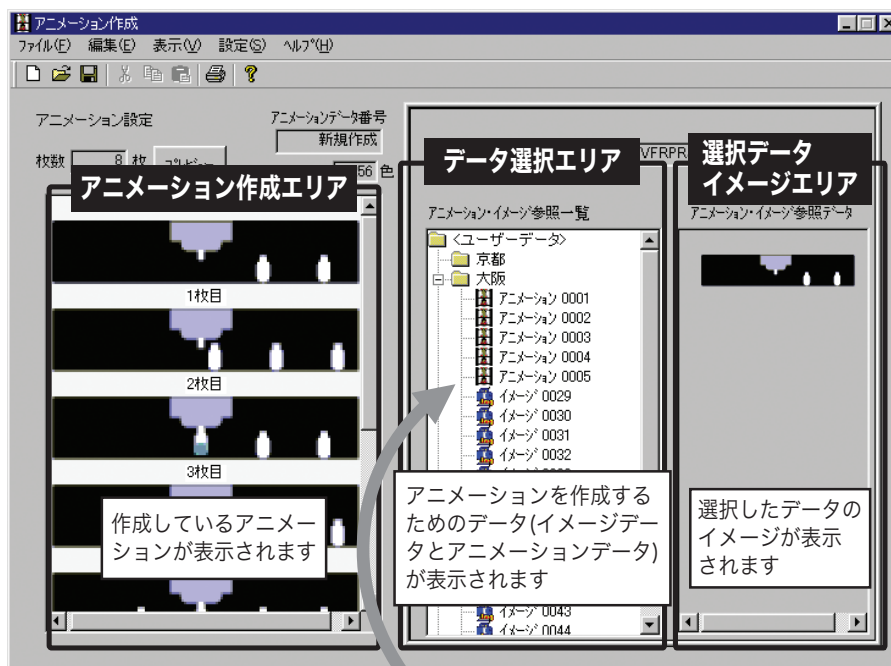 アニメーション作成
ファイル(F) 編集(E) 表示(V) 設定(S) ヘルプ(H)
アニメーション設定
アニメーションデータ番号
新規作成
枚数 8 枚
56 色
アニメーション作成エリア
1枚目
2枚目
3枚目
作成しているアニメー
ションが表示されます
VFRPR
データ選択エリア
アニメーション・イメージ参照一覧
<ユーザーデータ>
京都
大阪
アニメーション 0001
アニメーション 0002
アニメーション 0003
アニメーション 0004
アニメーション 0005
イメージ 0029
イメージ 0030
イメージ 0031
イメージ 0032
アニメーションを作成する
ためのデータ(イメージデー
タとアニメーションデータ)
が表示されます
イメージ 0043
イメージ 0044
選択データ
イメージエリア
アニメーション・イメージ参照データ
選択したデータの
イメージが表示
されます